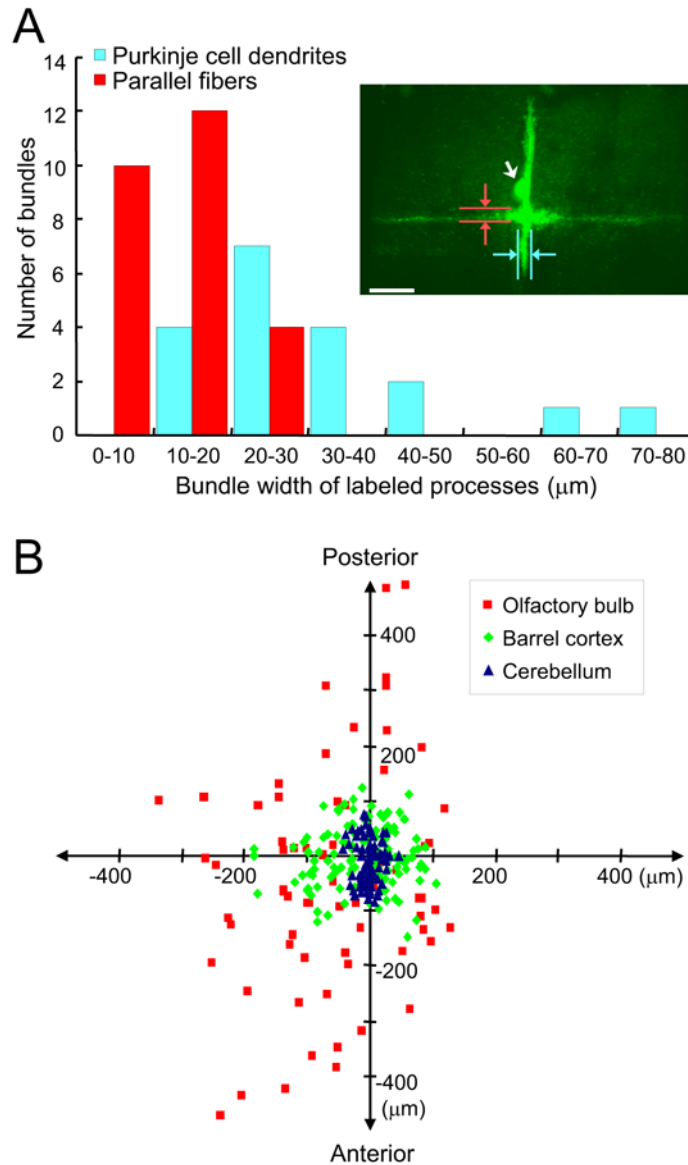 A
Purkinje cell dendrites
Parallel fibers
14
12
10
8
6
4
2
0
Number of bundles
0-10 10-20 20-30 30-40 40-50 50-60 60-70 70-80
Bundle width of labeled processes (μm)
B
Posterior
Olfactory bulb
Barrel cortex
Cerebellum
400
200
-400 -200 200 400 (μm)
-200
-400
(μm)
Anterior